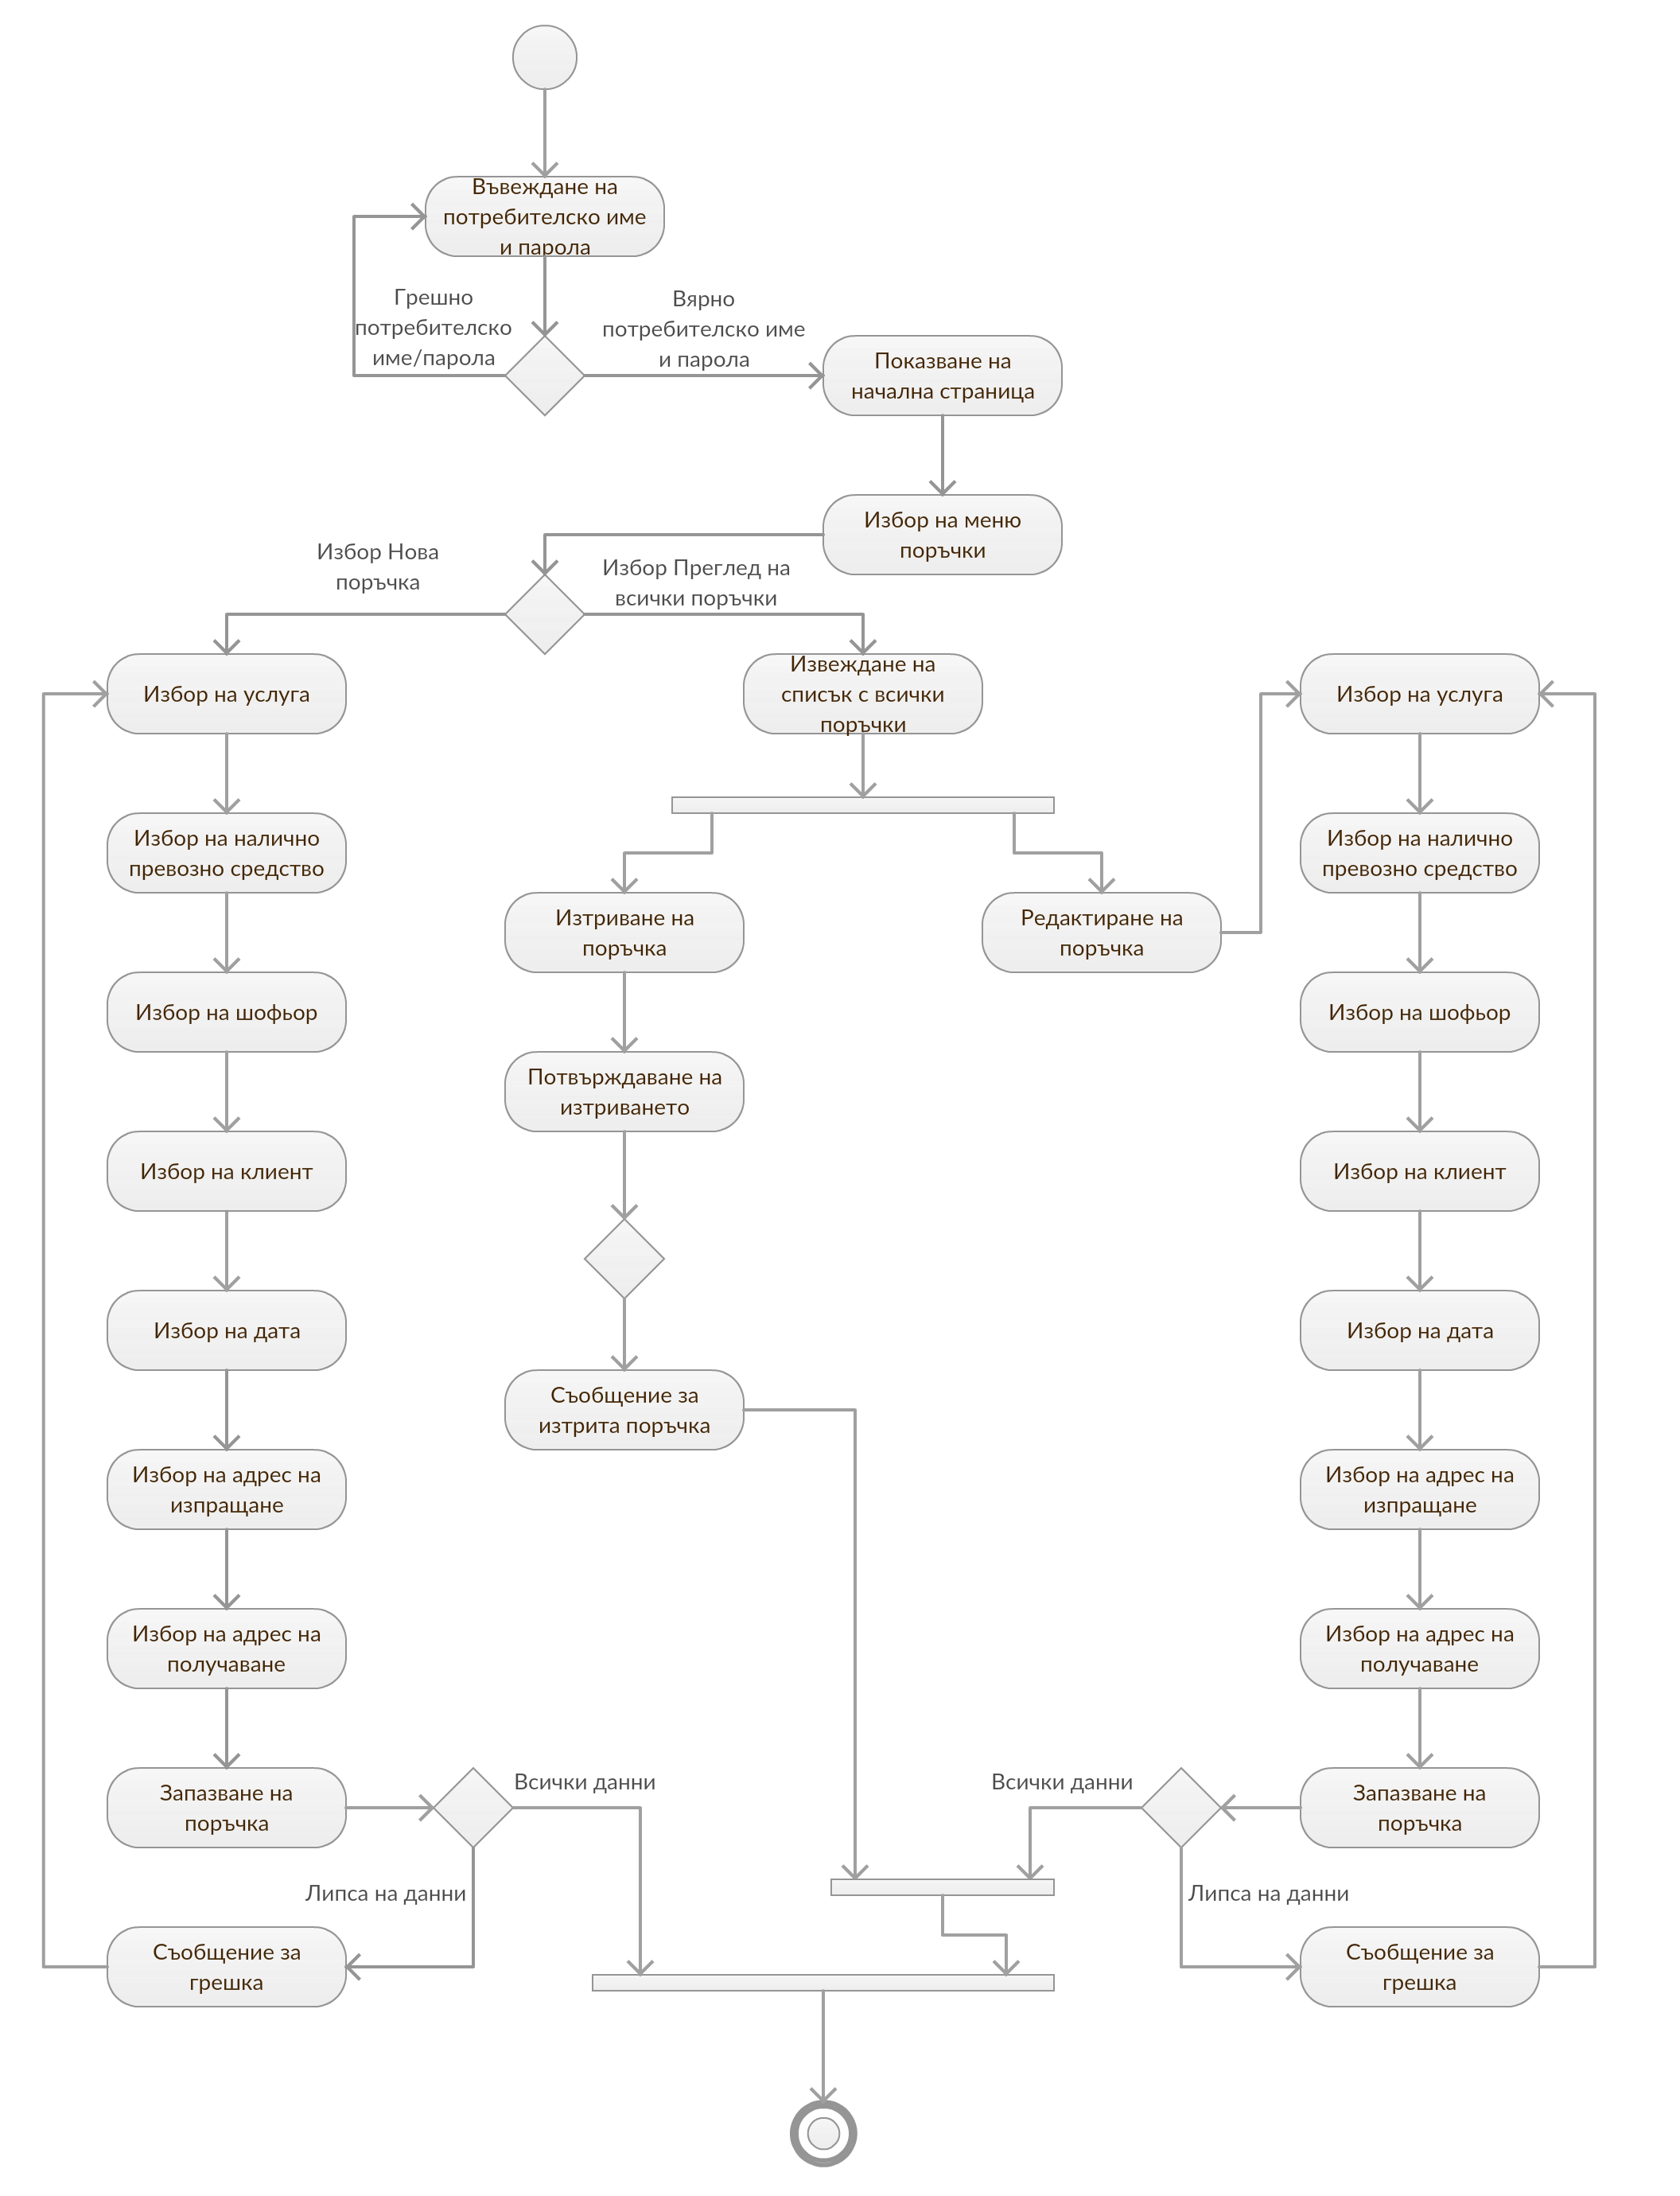 Въвеждане на
потребителско име
и парола
Грешно
потребителско
име/парола
Вярно
потребителско име
и парола
Показване на
начална страница
Избор на меню
поръчки
Избор Нова
поръчка
Избор Преглед на
всички поръчки
Избор на услуга
Извеждане на
списък с всички
поръчки
Избор на услуга
Избор на налично
превозно средство
Избор на налично
превозно средство
Изтриване на
поръчка
Редактиране на
поръчка
Избор на шофьор
Избор на шофьор
Потвърждаване на
изтриването
Избор на клиент
Избор на клиент
Избор на дата
Избор на дата
Съобщение за
изтрита поръчка
Избор на адрес на
изпращане
Избор на адрес на
изпращане
Избор на адрес на
получаване
Избор на адрес на
получаване
Запазване на
поръчка
Всички данни
Всички данни
Запазване на
поръчка
Липса на данни
Липса на данни
Съобщение за
грешка
Съобщение за
грешка